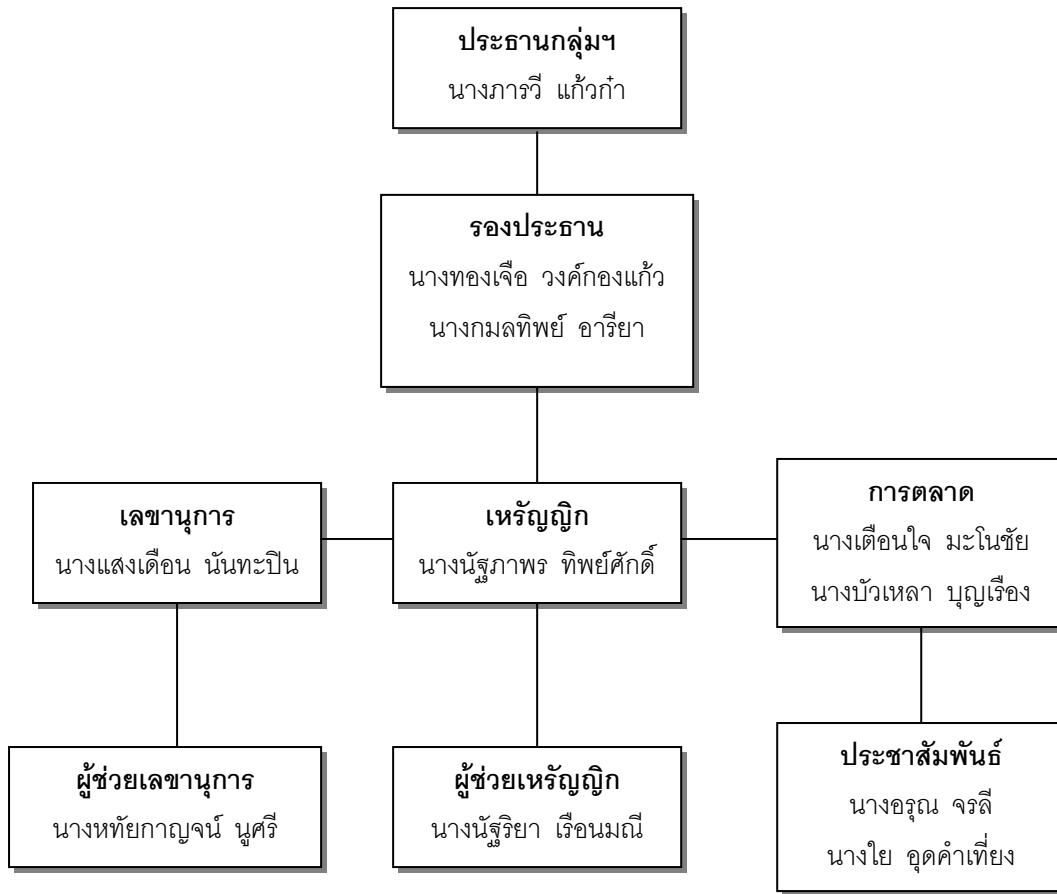 ประธานกลุ่มฯ
นางภารวี แก้วก๋า
รองประธาน
นางทองเจือ วงค์กองแก้ว
นางกมลทิพย์ อารียา
เลขานุการ
นางแสงเดือน นันทะปิน
เหรัญญิก
นางนัฐภาพร ทิพย์ศักดิ์
การตลาด
นางเตือนใจ มะโนชัย
นางบัวเหลา บุญเรือง
ผู้ช่วยเลขานุการ
นางหทัยกาญจน์ นูศรี
ผู้ช่วยเหรัญญิก
นางนัฐริยา เรือนมณี
ประชาสัมพันธ์
นางอรุณ จรลี
นางใย อุดคำเที่ยง